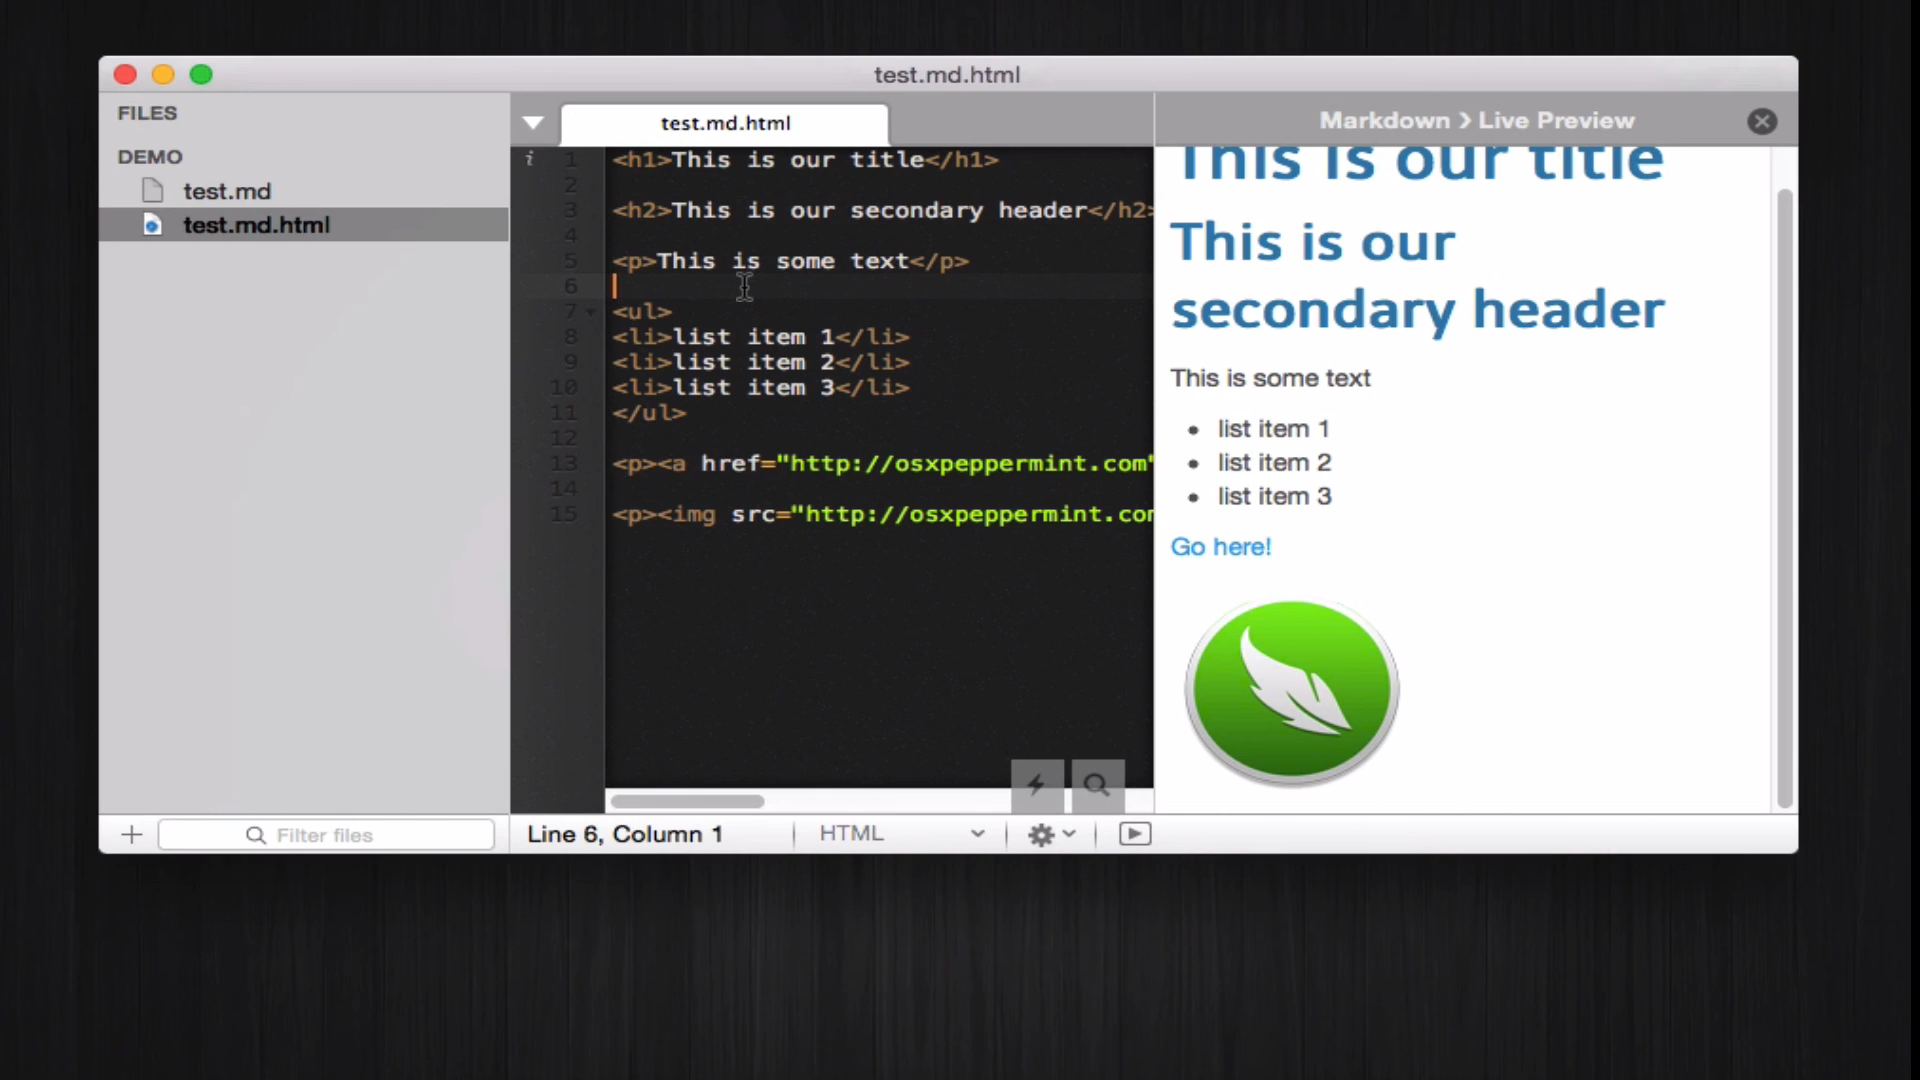 test.md.html
FILES
DEMO
test.md
test.md.html
Filter files
test.md.html
i
1 <h1>This is our title</h1>
2
3 <h2>This is our secondary header</h2>
4
5 <p>This is some text</p>
6
7 <ul>
8 <li>list item 1</li>
9 <li>list item 2</li>
10 <li>list item 3</li>
11 </ul>
12
13 <p><a href="http://osxpeppermint.com"
14
15 <p><img src="http://osxpeppermint.com
Line 6, Column 1
HTML
Markdown > Live Preview
This is our title
This is our
secondary header
This is some text
• list item 1
• list item 2
• list item 3
Go here!